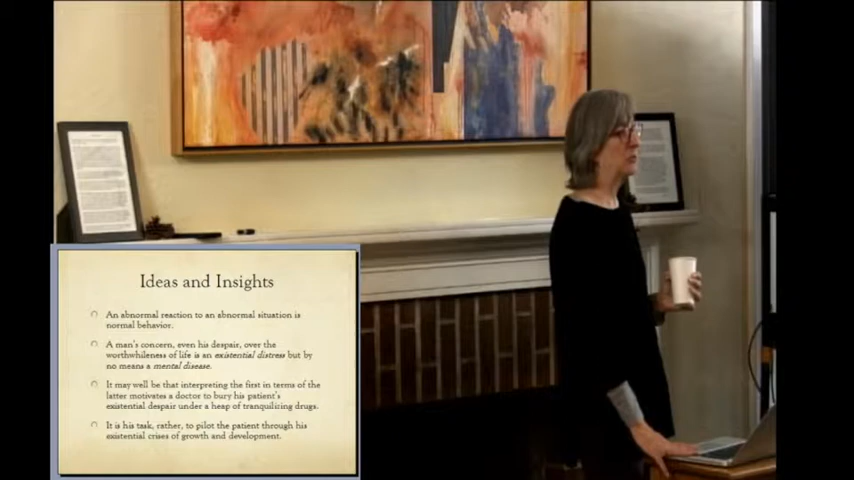 Ideas and Insights
An abnormal reaction to an abnormal situation is
normal behavior.
A man's concern, even his despair, over the
worthwhileness of life is an existential distress but by
no means a mental disease.
It may well be that interpreting the first in terms of the
latter motivates a doctor to bury his patient's
existential despair under a heap of tranquilizing drugs.
It is his task, rather, to pilot the patient through his
existential crises of growth and development.